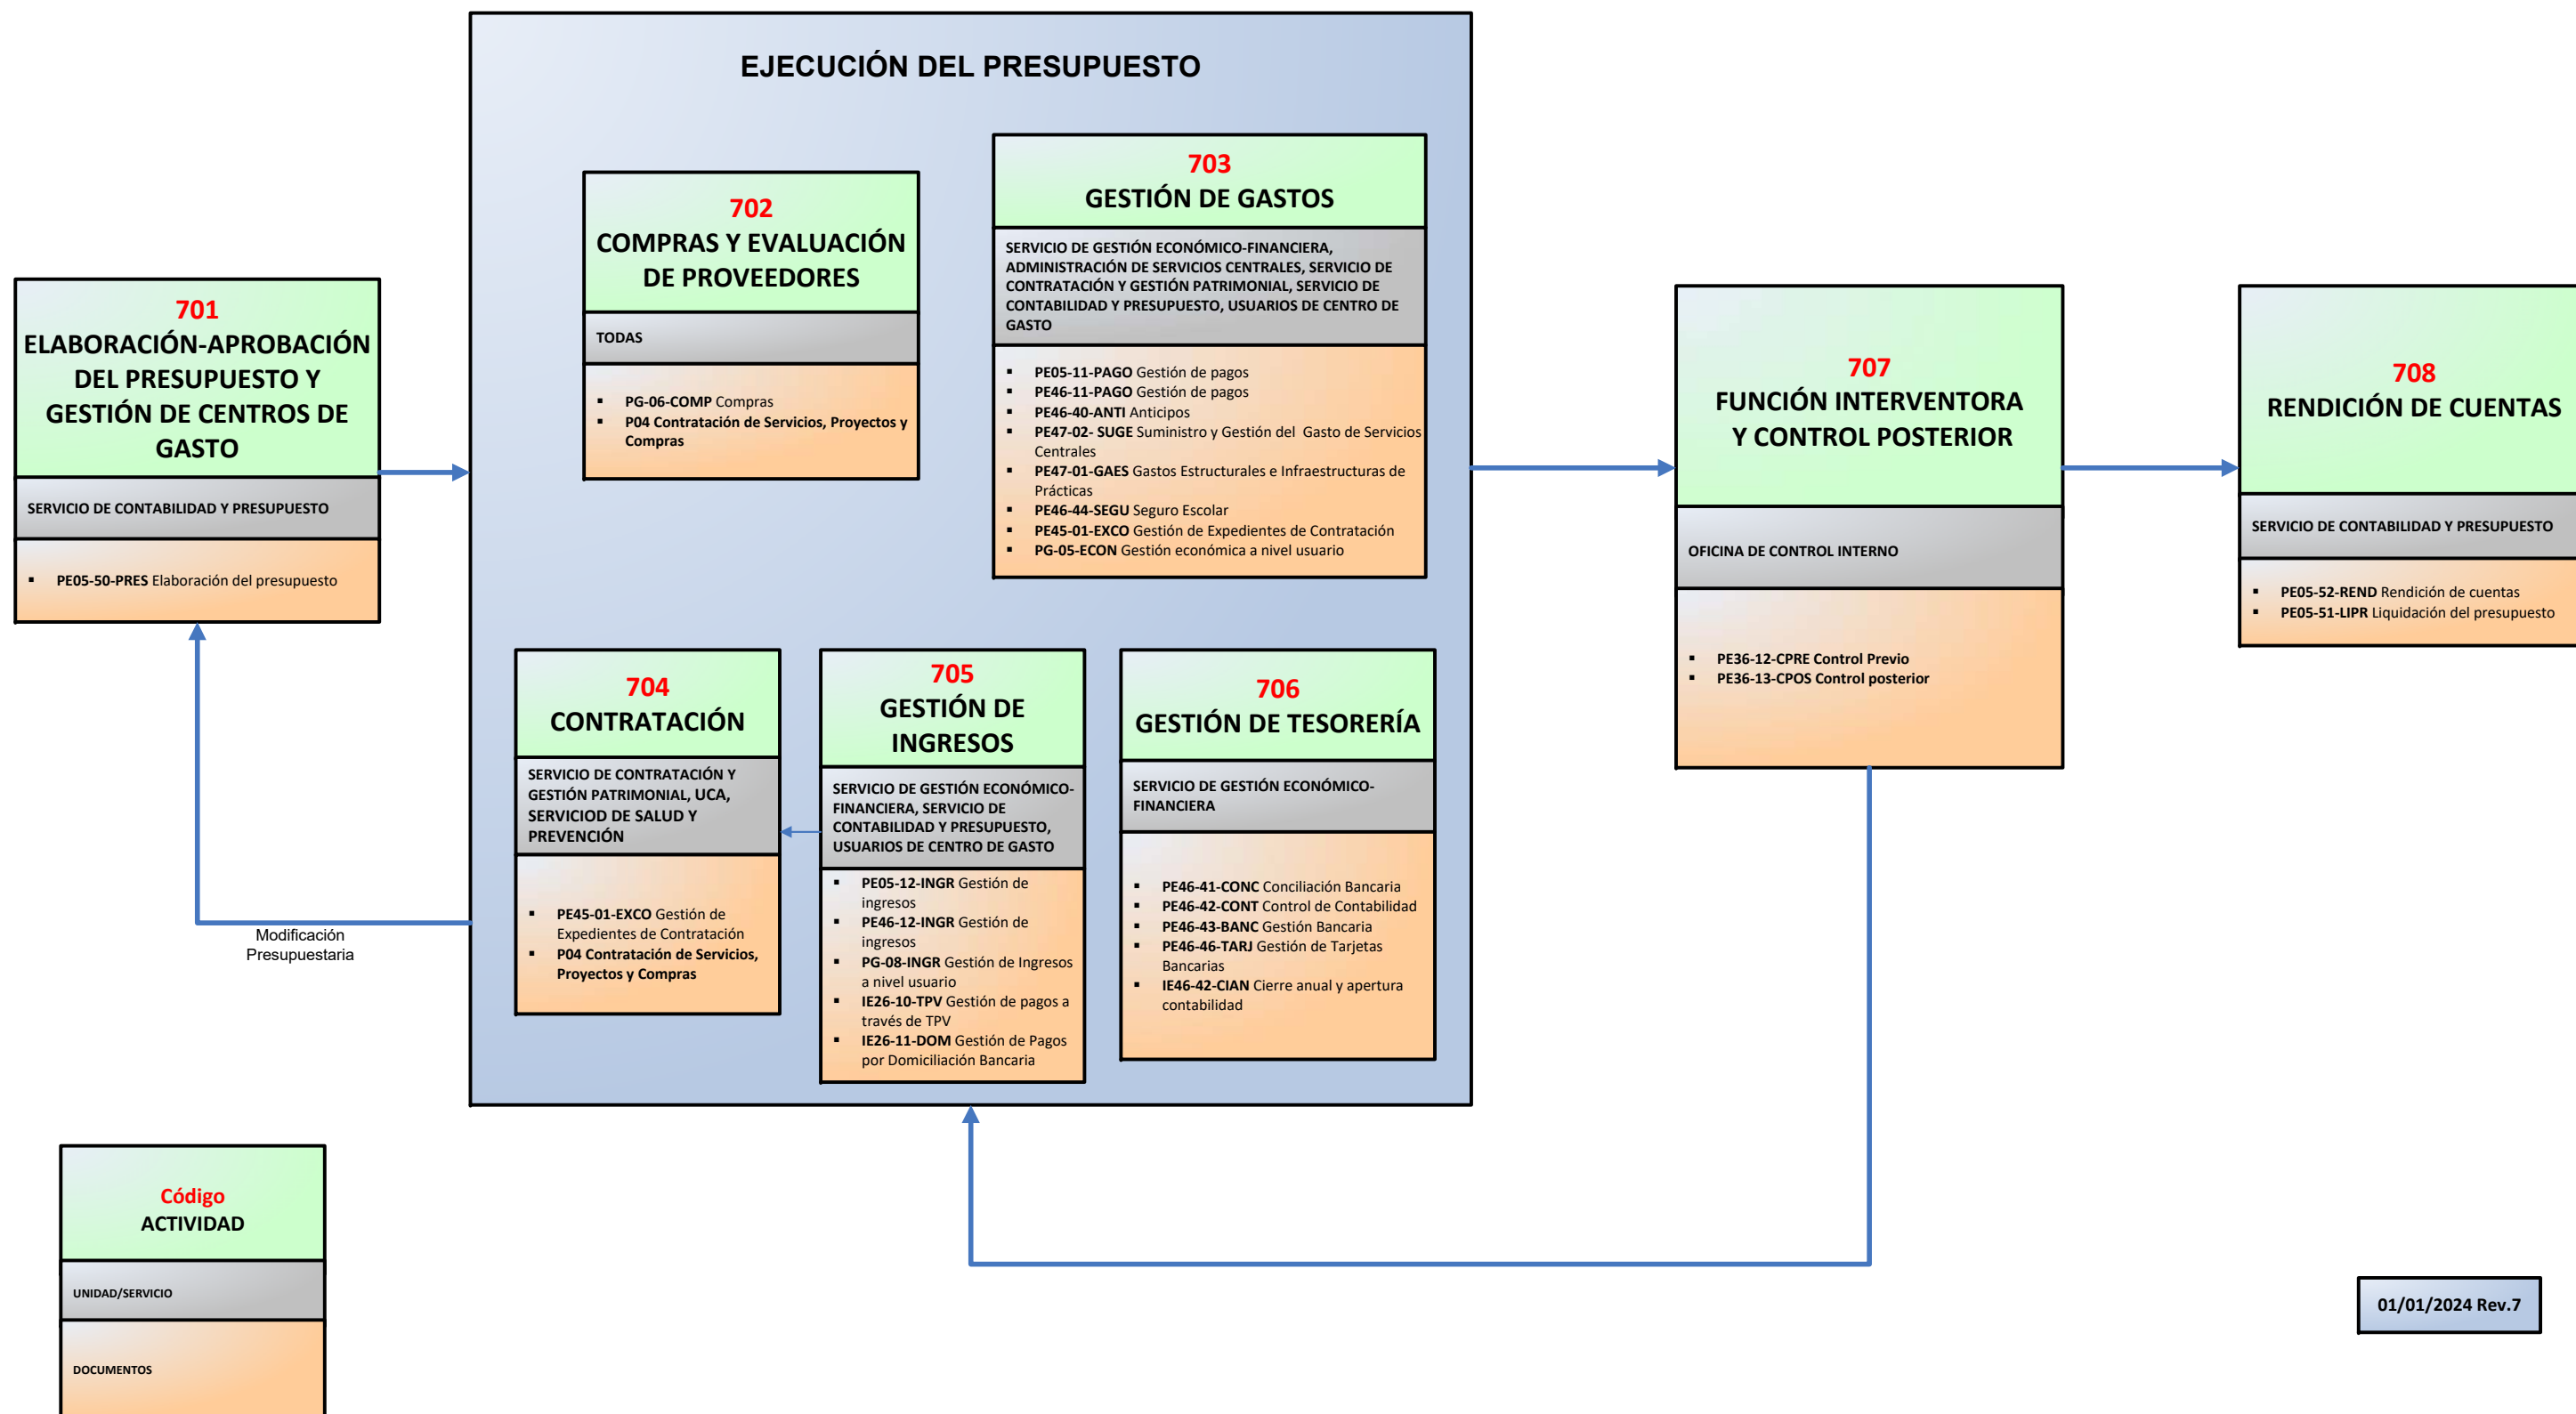 EJECUCIÓN DEL PRESUPUESTO
701
ELABORACIÓN-APROBACIÓN
DEL PRESUPUESTO Y
GESTIÓN DE CENTROS DE
GASTO
SERVICIO DE CONTABILIDAD Y PRESUPUESTO
▪ PE05-50-PRES Elaboración del presupuesto
702
COMPRAS Y EVALUACIÓN
DE PROVEEDORES
TODAS
▪ PG-06-COMP Compras
▪ P04 Contratación de Servicios, Proyectos y
Compras
703
GESTIÓN DE GASTOS
SERVICIO DE GESTIÓN ECONÓMICO-FINANCIERA,
ADMINISTRACIÓN DE SERVICIOS CENTRALES, SERVICIO DE
CONTRATACIÓN Y GESTIÓN PATRIMONIAL, SERVICIO DE
CONTABILIDAD Y PRESUPUESTO, USUARIOS DE CENTRO DE
GASTO
▪ PE05-11-PAGO Gestión de pagos
▪ PE46-11-PAGO Gestión de pagos
▪ PE46-40-ANTI Anticipos
▪ PE47-02- SUGE Suministro y Gestión del Gasto de Servicios
Centrales
▪ PE47-01-GAES Gastos Estructurales e Infraestructuras de
Prácticas
▪ PE46-44-SEGU Seguro Escolar
▪ PE45-01-EXCO Gestión de Expedientes de Contratación
▪ PG-05-ECON Gestión económica a nivel usuario
704
CONTRATACIÓN
SERVICIO DE CONTRATACIÓN Y
GESTIÓN PATRIMONIAL, UCA,
SERVICIOD DE SALUD Y
PREVENCIÓN
▪ PE45-01-EXCO Gestión de
Expedientes de Contratación
▪ P04 Contratación de Servicios,
Proyectos y Compras
705
GESTIÓN DE
INGRESOS
SERVICIO DE GESTIÓN ECONÓMICO-
FINANCIERA, SERVICIO DE
CONTABILIDAD Y PRESUPUESTO,
USUARIOS DE CENTRO DE GASTO
▪ PE05-12-INGR Gestión de
ingresos
▪ PE46-12-INGR Gestión de
ingresos
▪ PG-08-INGR Gestión de Ingresos
a nivel usuario
▪ IE26-10-TPV Gestión de pagos a
través de TPV
▪ IE26-11-DOM Gestión de Pagos
por Domiciliación Bancaria
706
GESTIÓN DE TESORERÍA
SERVICIO DE GESTIÓN ECONÓMICO-
FINANCIERA
▪ PE46-41-CONC Conciliación Bancaria
▪ PE46-42-CONT Control de Contabilidad
▪ PE46-43-BANC Gestión Bancaria
▪ PE46-46-TARJ Gestión de Tarjetas
Bancarias
▪ IE46-42-CIAN Cierre anual y apertura
contabilidad
707
FUNCIÓN INTERVENTORA
Y CONTROL POSTERIOR
OFICINA DE CONTROL INTERNO
▪ PE36-12-CPRE Control Previo
▪ PE36-13-CPOS Control posterior
708
RENDICIÓN DE CUENTAS
SERVICIO DE CONTABILIDAD Y PRESUPUESTO
▪ PE05-52-REND Rendición de cuentas
▪ PE05-51-LIPR Liquidación del presupuesto
Modificación
Presupuestaria
Código
ACTIVIDAD
UNIDAD/SERVICIO
DOCUMENTOS
01/01/2024 Rev.7